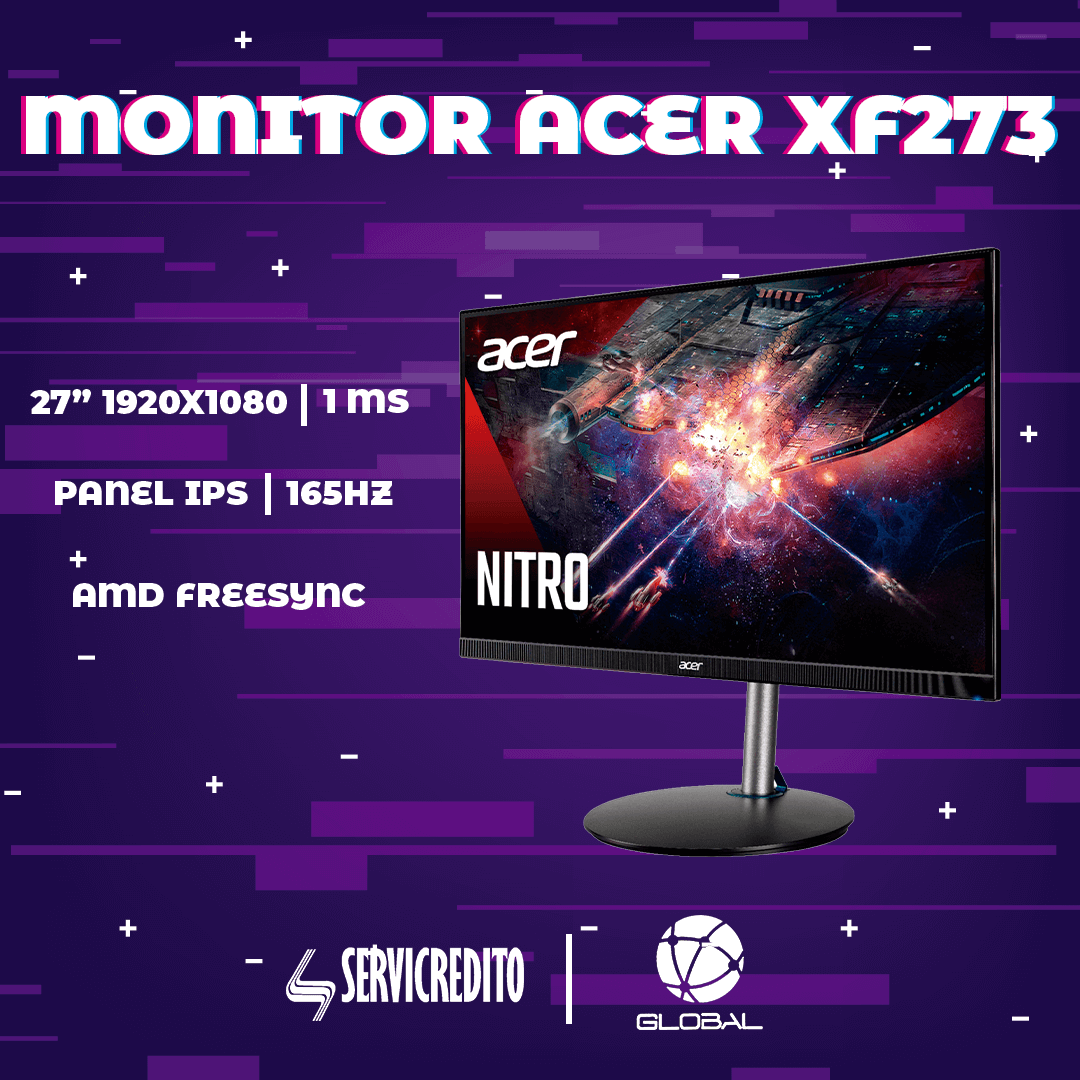 MONITOR ACER XF273
27” 1920X1080 | 1 MS
PANEL IPS | 165HZ
AMD FREESYNC
acer
NITRO
acer
SERVICREDITO
GLOBAL